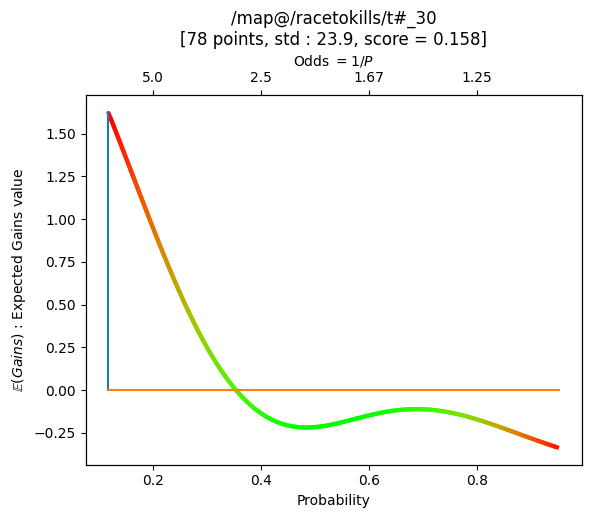 /map@/racetokills/t#_30
[78 points, std : 23.9, score = 0.158]
Odds = 1/P
5.0 2.5 1.67 1.25
1.50
1.25
1.00
0.75
0.50
0.25
0.00
−0.25
𝔼(Gains) : Expected Gains value
0.2 0.4 0.6 0.8
Probability